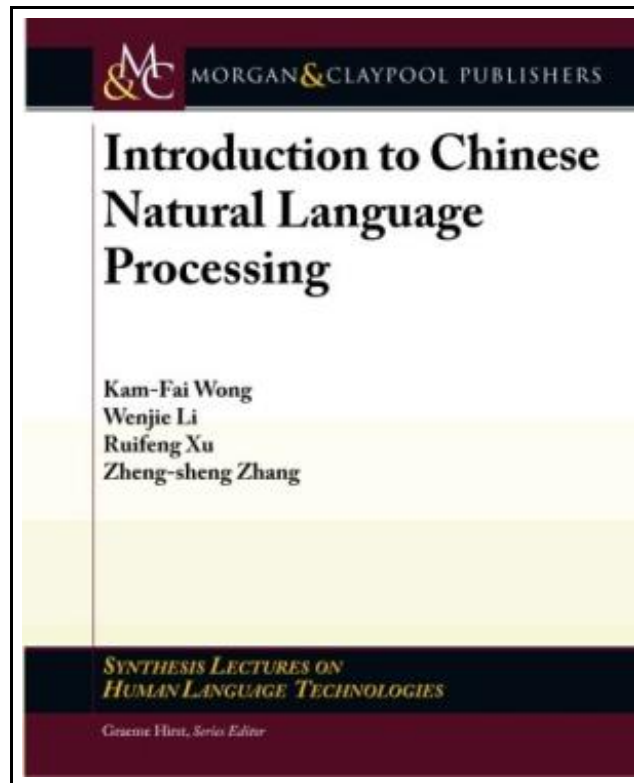 M
&C MORGAN&CLAYPOOL PUBLISHERS
Introduction to Chinese
Natural Language
Processing
Kam-Fai Wong
Wenjie Li
Ruifeng Xu
Zheng-sheng Zhang
SYNTHESIS LECTURES ON
HUMAN LANGUAGE TECHNOLOGIES
Graeme Hirst, Series Editor